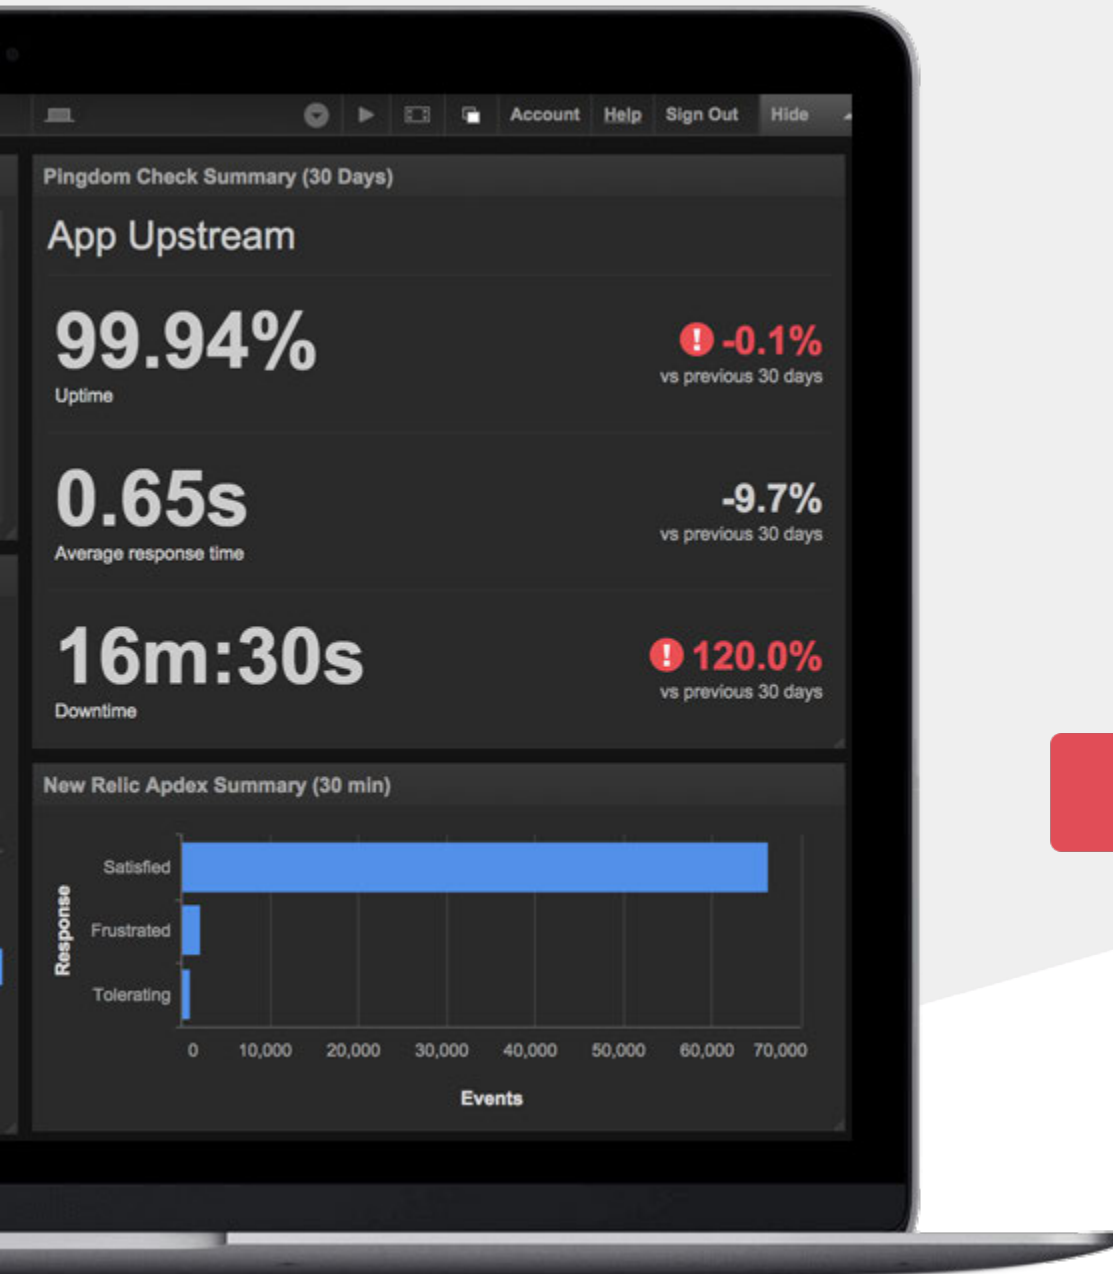 Account Help Sign Out Hide
Pingdom Check Summary (30 Days)
App Upstream
99.94%
Uptime
-0.1%
vs previous 30 days
0.65s
Average response time
-9.7%
vs previous 30 days
16m:30s
Downtime
120.0%
vs previous 30 days
New Relic Apdex Summary (30 min)
Response
Satisfied
Frustrated
Tolerating
0 10,000 20,000 30,000 40,000 50,000 60,000 70,000
Events